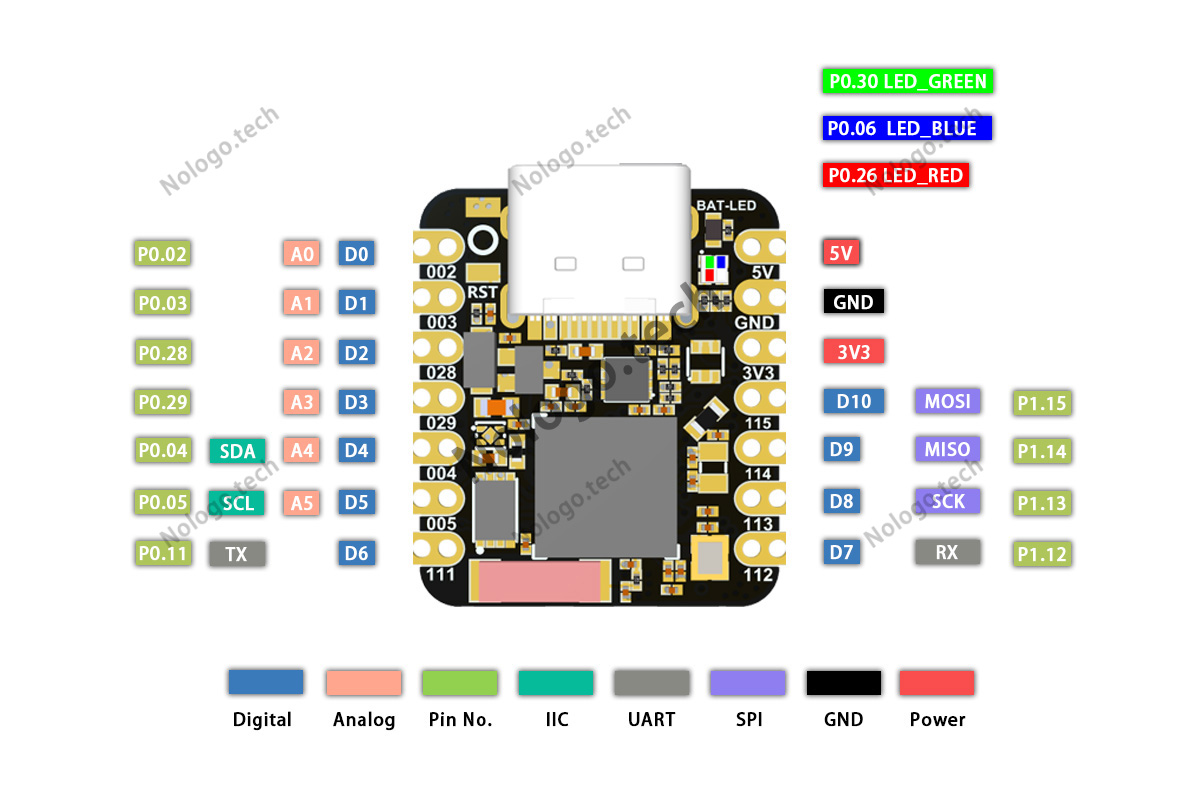 P0.30 LED_GREEN
P0.06 LED_BLUE
P0.26 LED_RED
Nologo.tech
Nologo.tech
Nologo.tech
BAT-LED
P0.02 A0 D0 002 5V 5V
RST
P0.03 A1 D1 003 GND GND
P0.28 A2 D2 028 3V3 3V3
Nologo.tech
P0.29 A3 D3 029 115 D10 MOSI P1.15
P0.04 SDA A4 D4 004 114 D9 MISO P1.14
P0.05 SCL A5 D5 005 113 D8 SCK P1.13
Nologo.tech
Nologo.tech
Nologo.tech
P0.11 TX D6 111 112 D7 RX P1.12
Digital Analog Pin No. IIC UART SPI GND Power